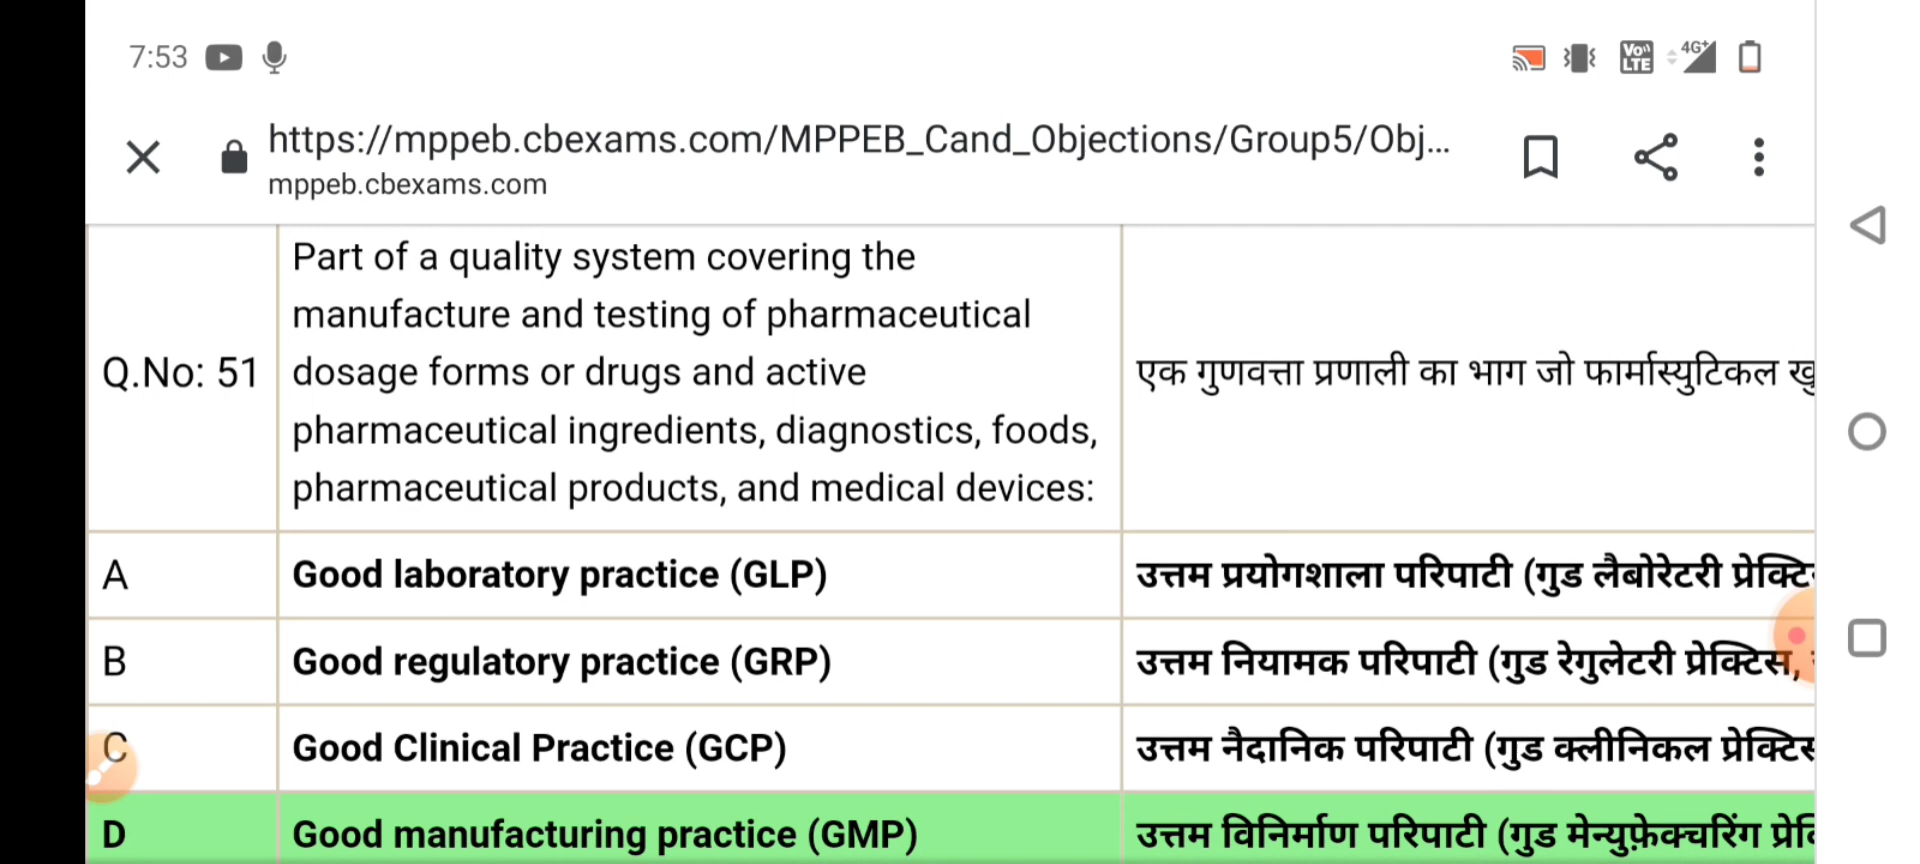 7:53
Vo LTE
4G+
https://mppeb.cbexams.com/MPPEB_Cand_Objections/Group5/Obj...
mppeb.cbexams.com
Q.No: 51
Part of a quality system covering the
manufacture and testing of pharmaceutical
dosage forms or drugs and active
pharmaceutical ingredients, diagnostics, foods,
pharmaceutical products, and medical devices:
एक गुणवत्ता प्रणाली का भाग जो फार्मास्युटिकल
A
Good laboratory practice (GLP)
उत्तम प्रयोगशाला परिपाटी (गुड लैबोरेटरी
B
Good regulatory practice (GRP)
उत्तम नियामक परिपाटी (गुड रेगुलेटरी प्रेक्टिस,
C
Good Clinical Practice (GCP)
उत्तम नैदानिक परिपाटी (गुड क्लीनिकल
D
Good manufacturing practice (GMP)
उत्तम विनिर्माण परिपाटी (गुड मेन्युफ़ेक्चरिंग